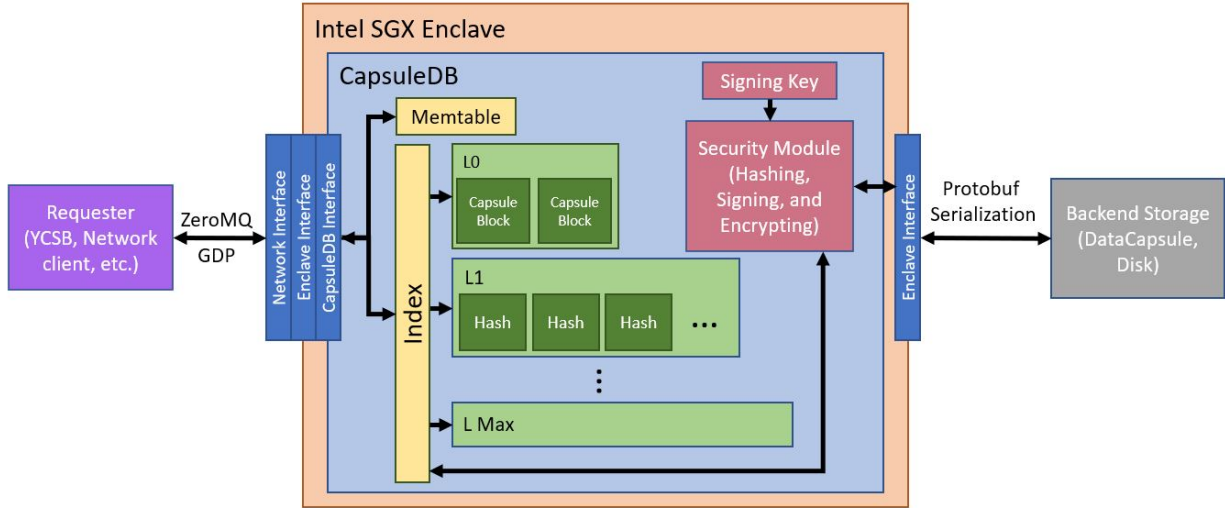 Intel SGX Enclave
CapsuleDB
Signing Key
Memtable
Security Module
(Hashing,
Signing, and
Encrypting)
L0
Capsule
Block
Capsule
Block
Network Interface
Enclave Interface
CapsuleDB Interface
Requester
(YCSB, Network
client, etc.)
ZeroMQ
GDP
Index
L1
Hash
Hash
Hash
...
L Max
Enclave Interface
Protobuf
Serialization
Backend Storage
(DataCapsule,
Disk)